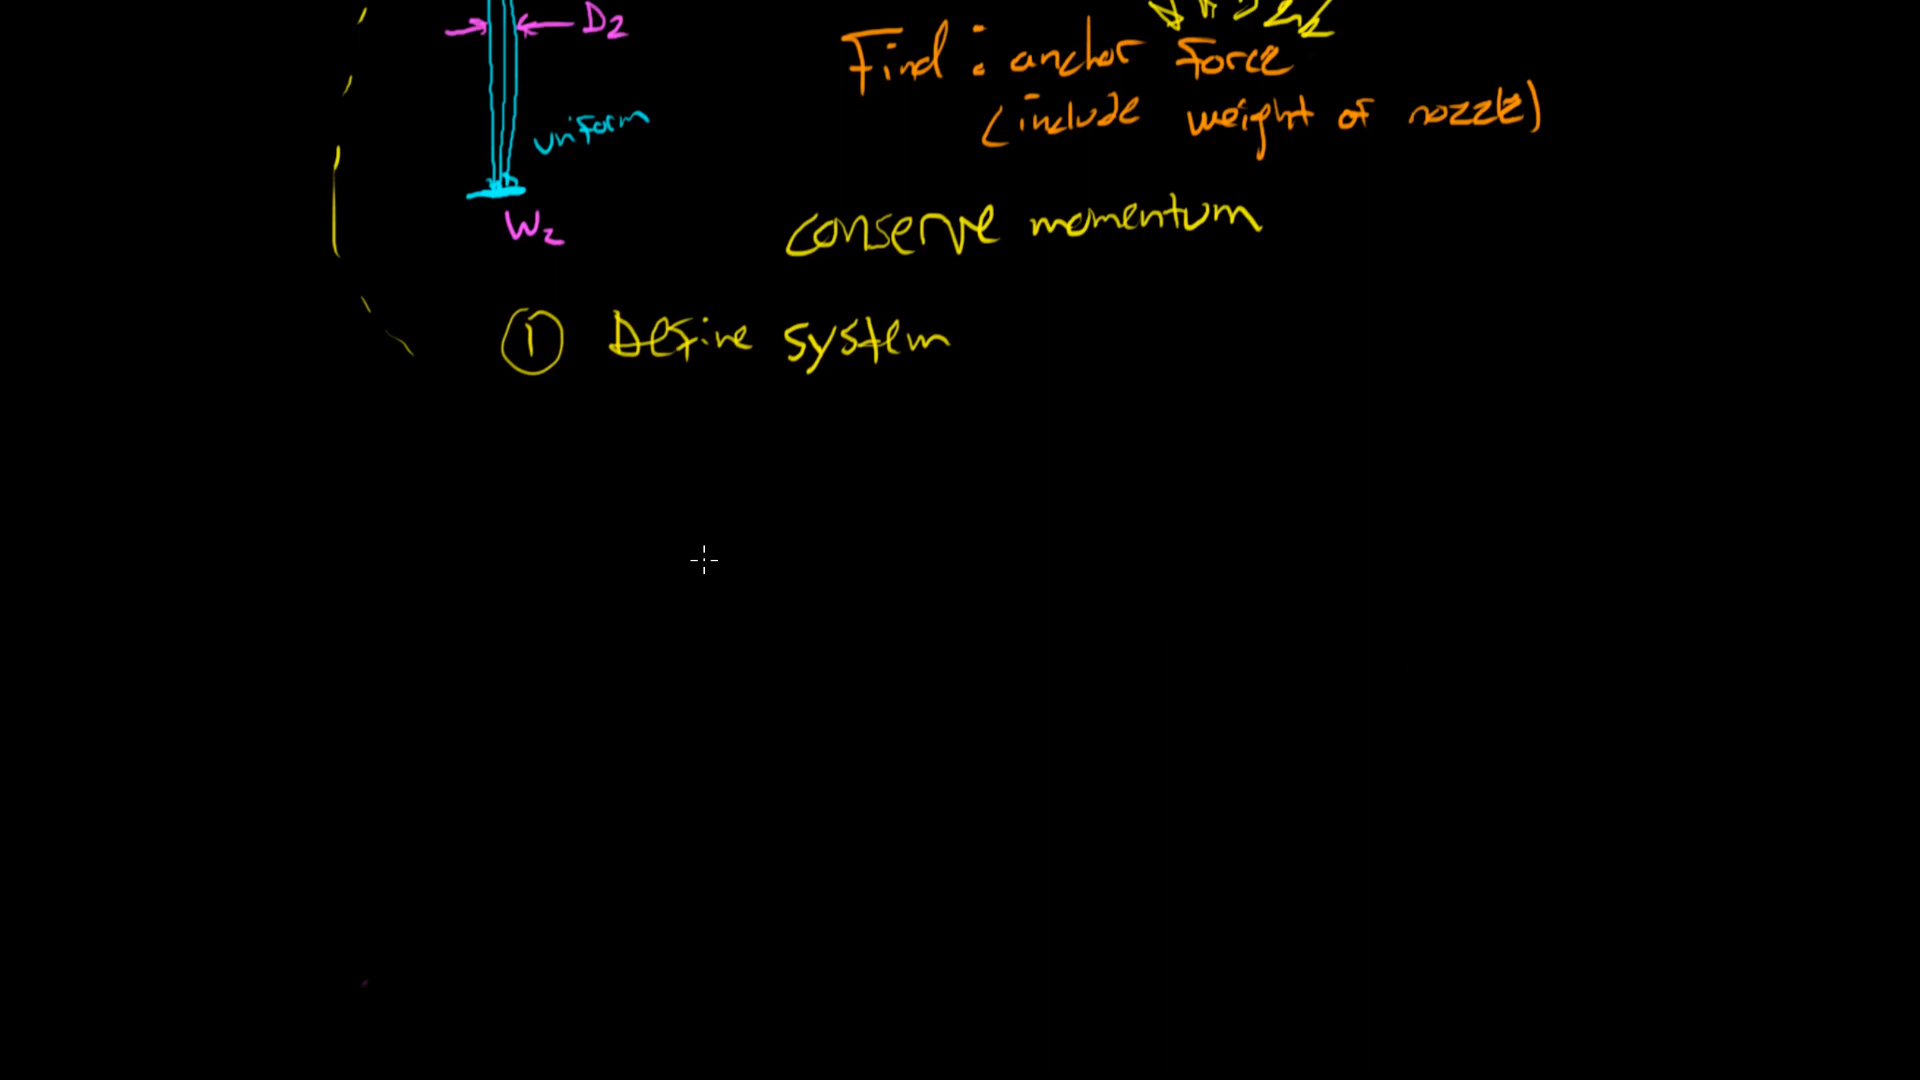 D2
Find : anchor force
(include weight of nozzle)
uniform
W2
conserve momentum
① Define system